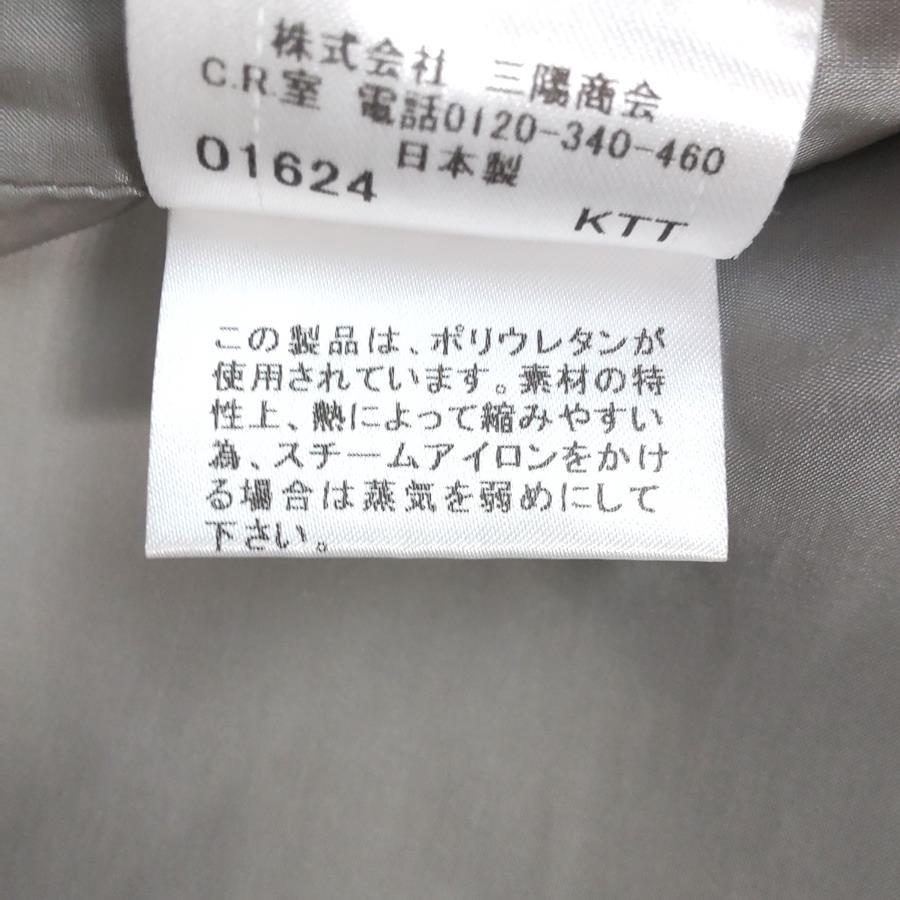 株式会社 三陽商会
C.R.室 電話0120-340-460
日本製
01624
KTT
この製品は、ポリウレタンが
使用されています。素材の特
性上、熱によって縮みやすい
為、スチームアイロンをかけ
る場合は蒸気を弱めにして
下さい。